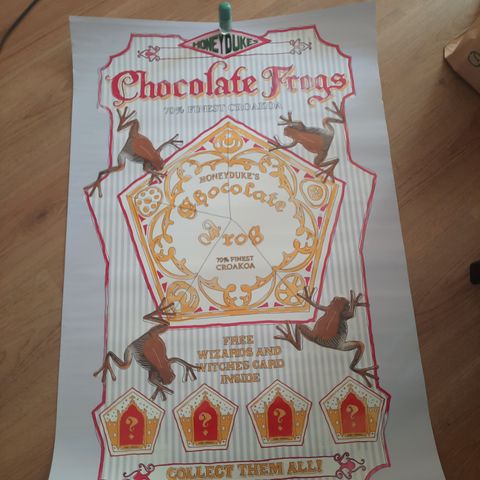 HONEYDUKES
Chocolate Frogs
70% FINEST CROAKOA
HONEYDUKE'S
Chocolate
Frog
70% FINEST
CROAKOA
FREE
WIZARDS AND
WITCHES CARD
INSIDE
?
?
?
?
COLLECT THEM ALL!